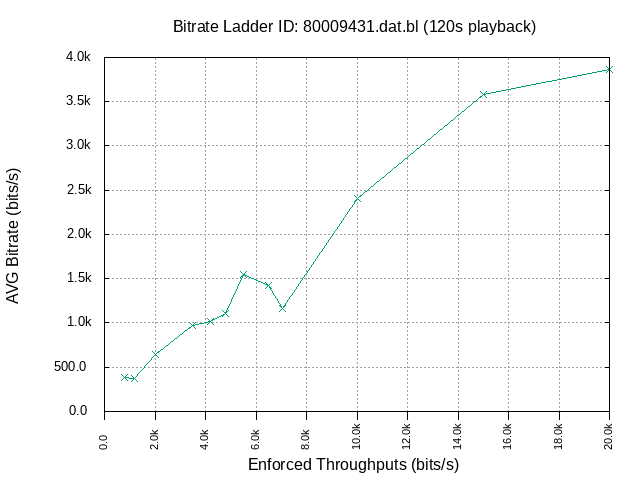 Bitrate Ladder ID: 80009431.dat.bl (120s playback)
4.0k
3.5k
3.0k
2.5k
2.0k
1.5k
1.0k
500.0
0.0
AVG Bitrate (bits/s)
0.0 2.0k 4.0k 6.0k 8.0k 10.0k 12.0k 14.0k 16.0k 18.0k 20.0k
Enforced Throughputs (bits/s)